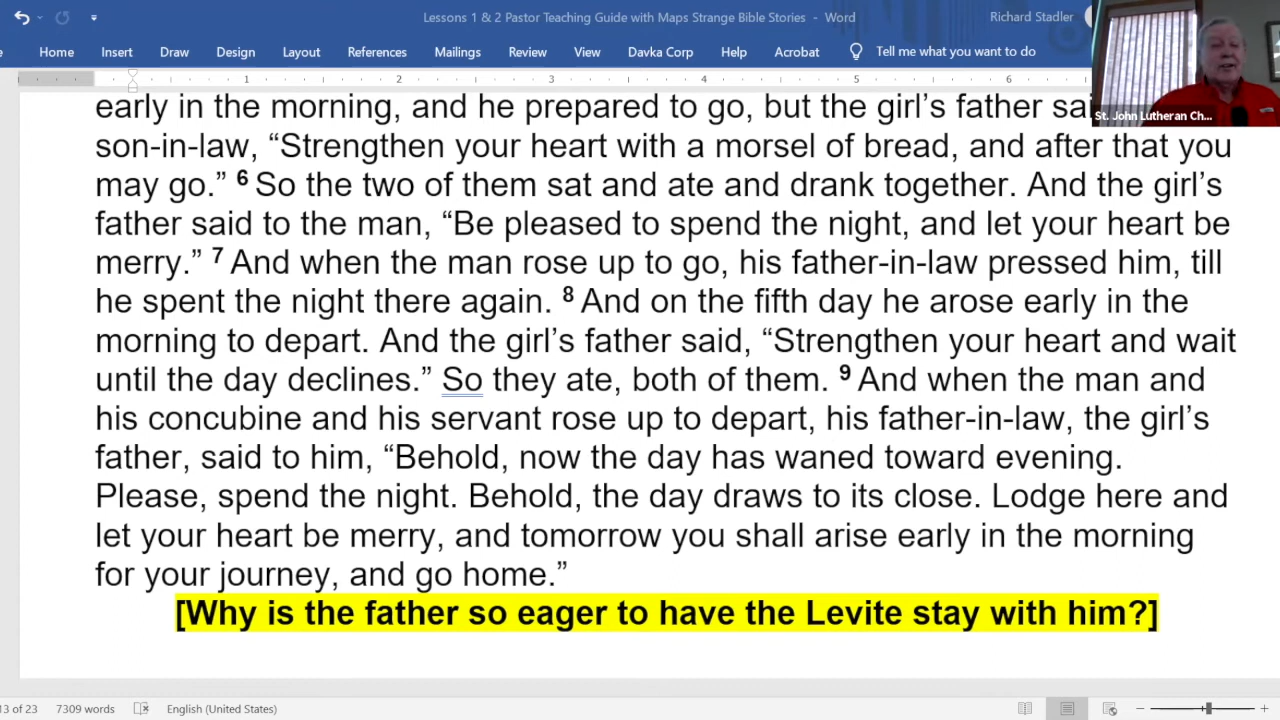 Lessons 1 & 2 Pastor Teaching Guide with Maps Strange Bible Stories - Word
Richard Stadler
Home Insert Draw Design Layout References Mailings Review View Davka Corp Help Acrobat Tell me what you want to do
1 2 3 4 5 6
St. John Lutheran Ch...
early in the morning, and he prepared to go, but the girl’s father sai
son-in-law, “Strengthen your heart with a morsel of bread, and after that you
may go.” 6 So the two of them sat and ate and drank together. And the girl’s
father said to the man, “Be pleased to spend the night, and let your heart be
merry.” 7 And when the man rose up to go, his father-in-law pressed him, till
he spent the night there again. 8 And on the fifth day he arose early in the
morning to depart. And the girl’s father said, “Strengthen your heart and wait
until the day declines.” So they ate, both of them. 9 And when the man and
his concubine and his servant rose up to depart, his father-in-law, the girl’s
father, said to him, “Behold, now the day has waned toward evening.
Please, spend the night. Behold, the day draws to its close. Lodge here and
let your heart be merry, and tomorrow you shall arise early in the morning
for your journey, and go home.”
[Why is the father so eager to have the Levite stay with him?]
13 of 23 7309 words English (United States)